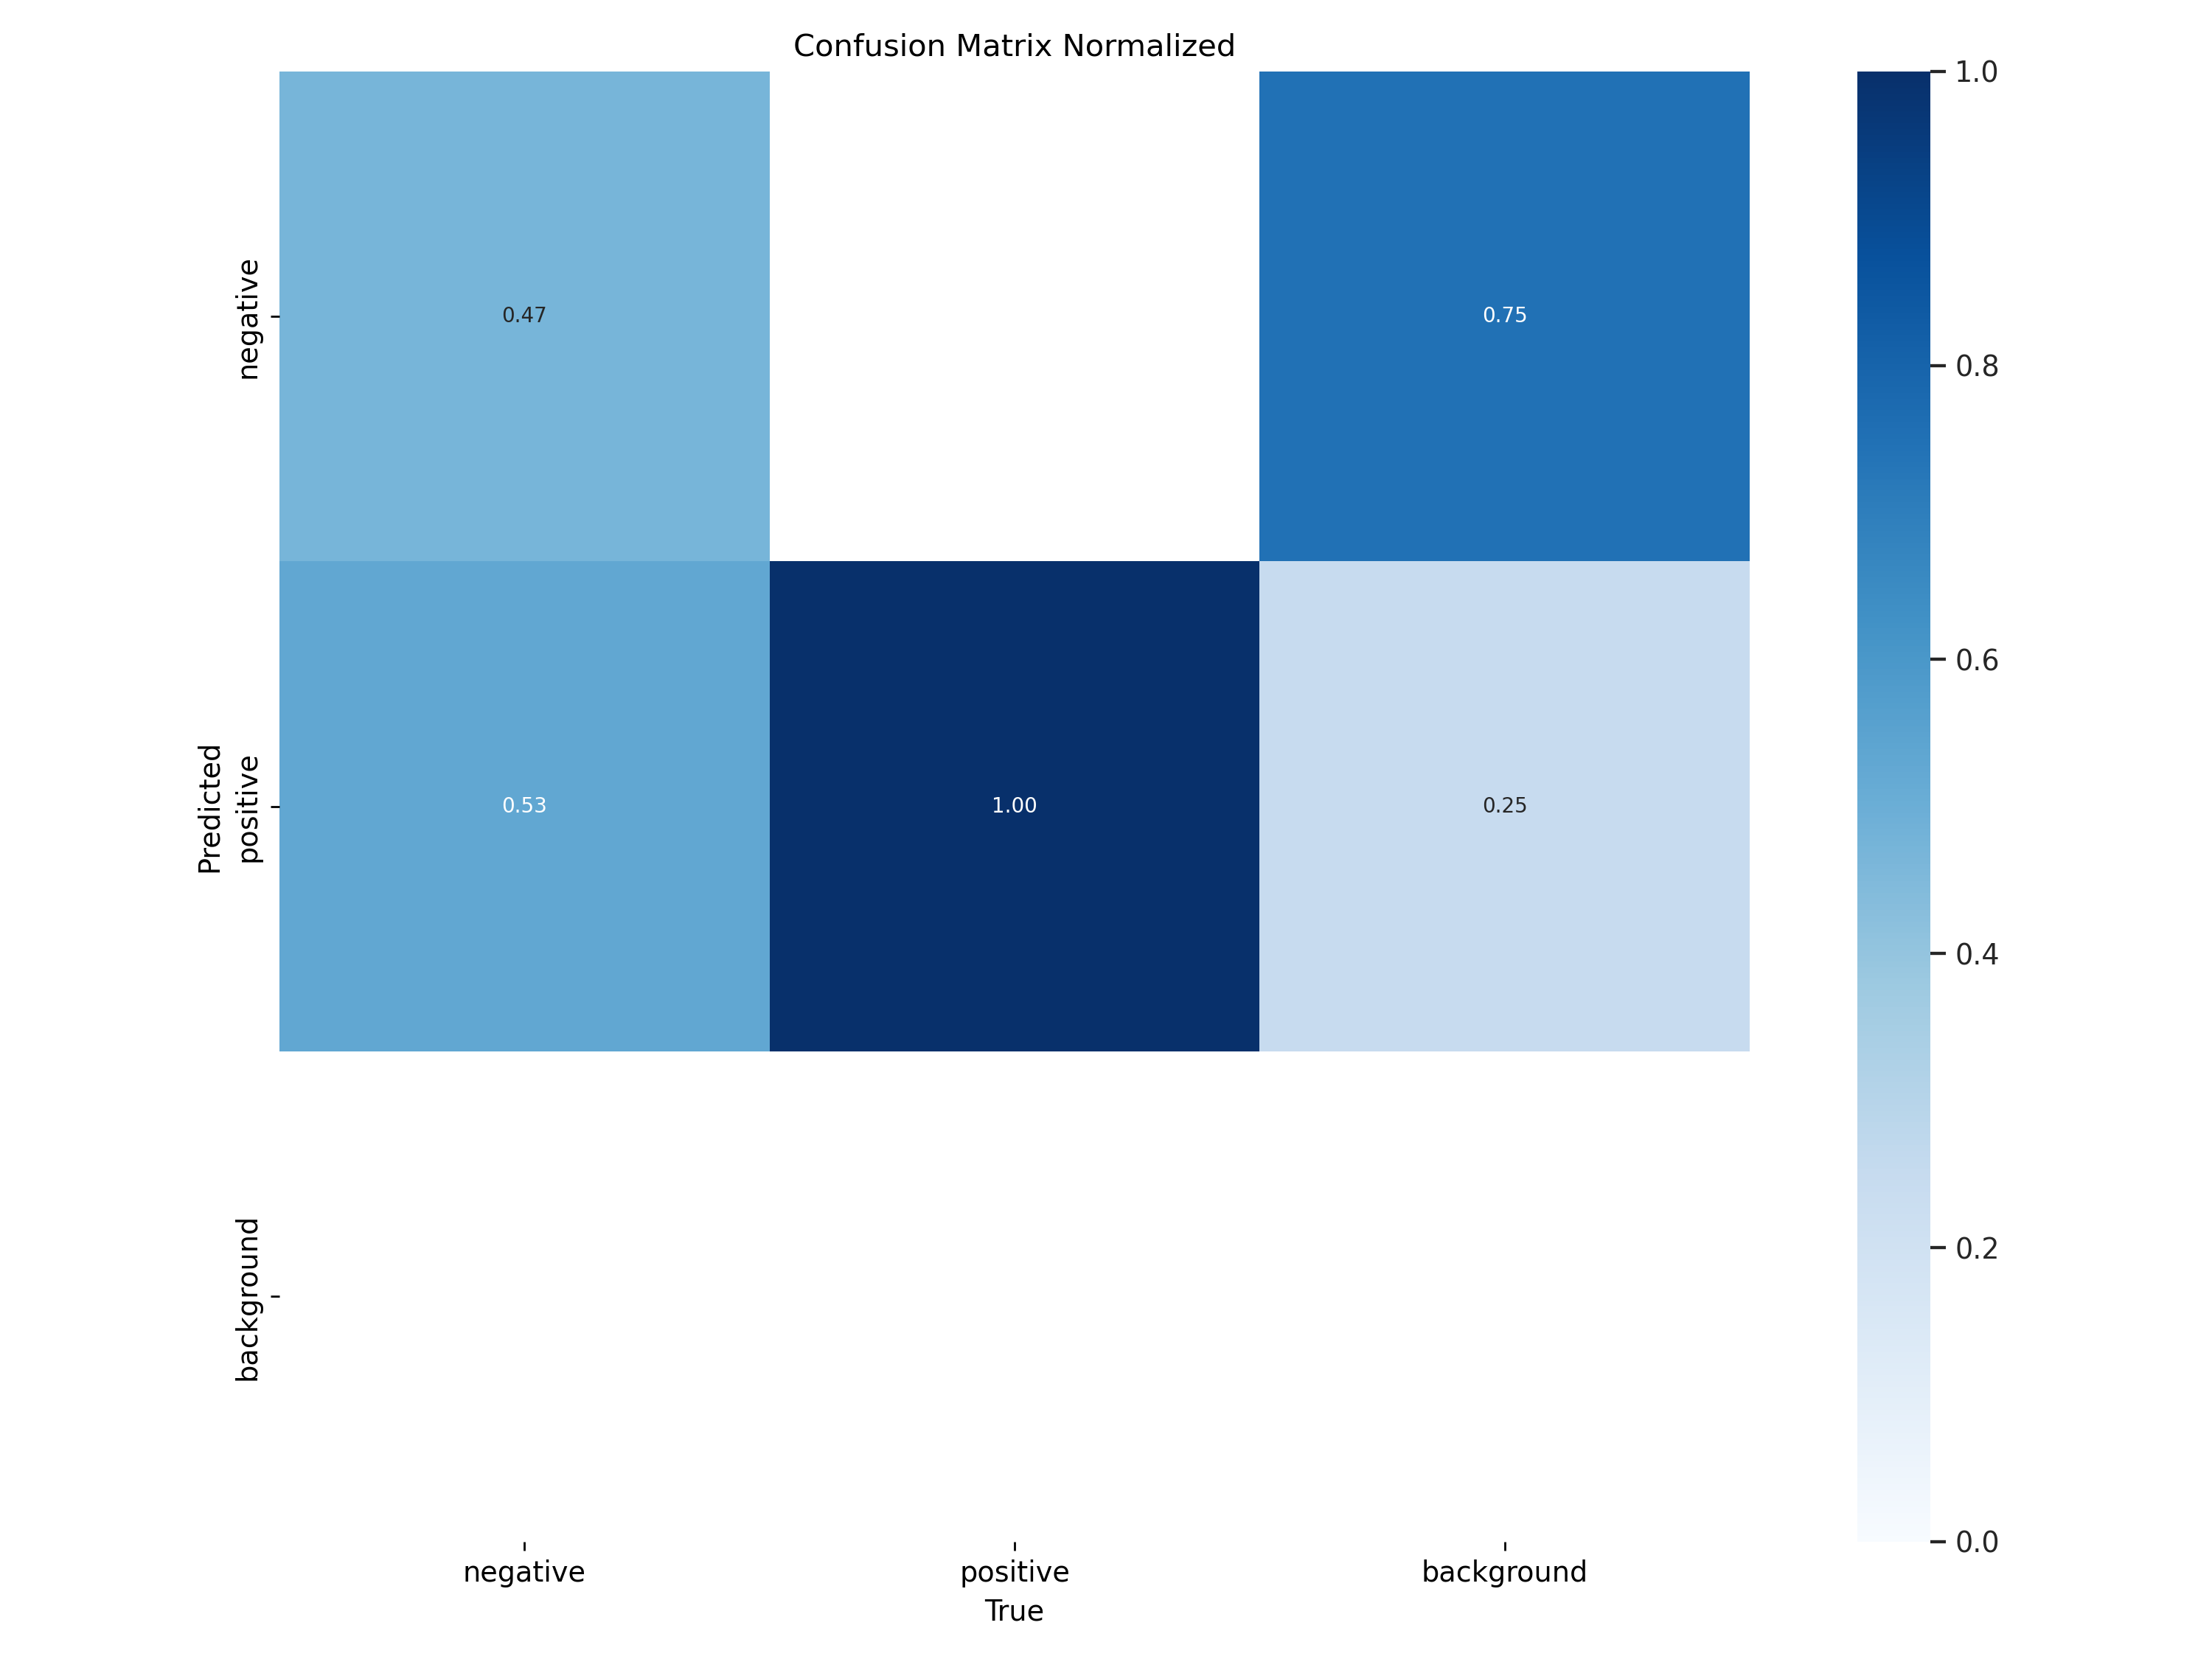 Confusion Matrix Normalized
negative
0.47
0.75
Predicted
positive
0.53
1.00
0.25
background
negative
positive
background
True
1.0
0.8
0.6
0.4
0.2
0.0